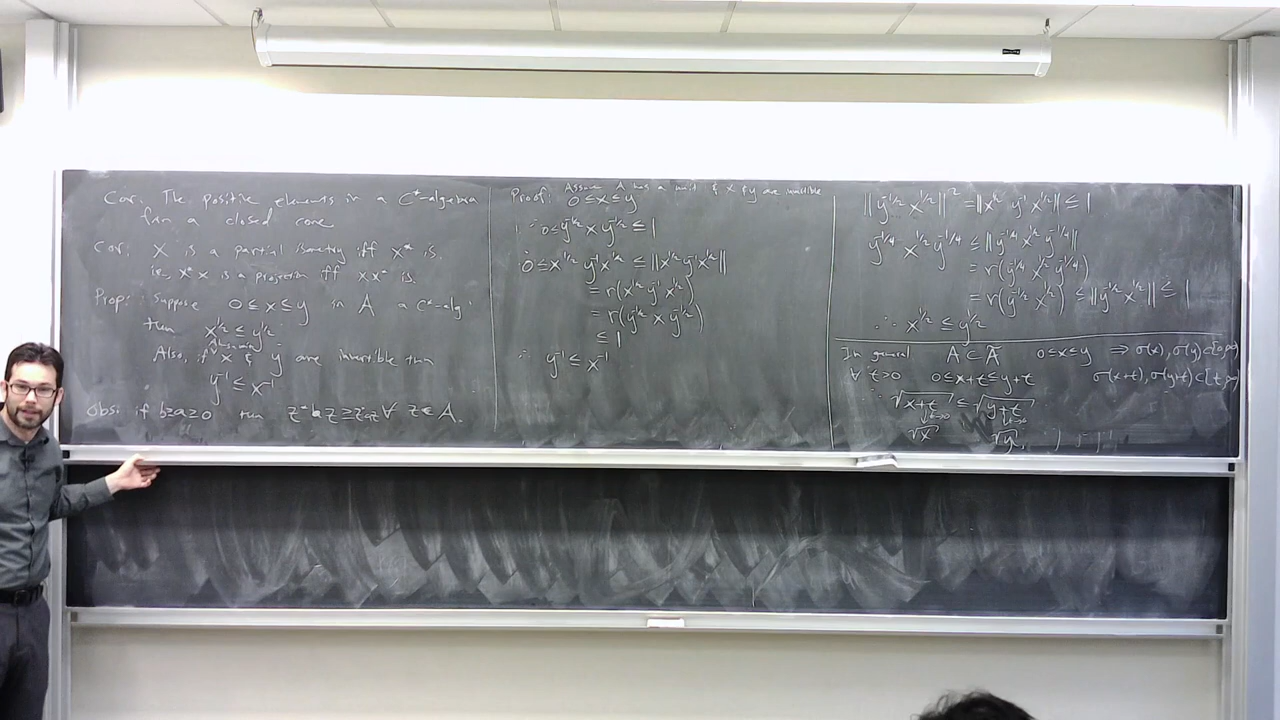 Cor: The positive elements in a C*-algebra
form a closed cone
Cor: X is a partial isometry iff X* is.
i.e., X*X is a projection iff XX* is.
Prop: Suppose 0 ≤ x ≤ y in A a C*-alg
then x^{1/2} ≤ y^{1/2}
Also, if x & y are invertible then
y^{-1} ≤ x^{-1}
Obs: if b ≥ a ≥ 0 then z*bz ≥ z*az ∀ z ∈ A.
Proof: Assume A has a unit & x & y are invertible
0 ≤ x ≤ y
∴ 0 ≤ y^{-1/2} x y^{-1/2} ≤ 1
0 ≤ x^{1/2} y^{-1} x^{1/2} ≤ ||x^{1/2} y^{-1} x^{1/2}||
= r(x^{1/2} y^{-1} x^{1/2})
= r(y^{-1/2} x y^{-1/2})
≤ 1
∴ y^{-1} ≤ x^{-1}
||y^{-1/2} x^{1/2}||^2 = ||x^{1/2} y^{-1} x^{1/2}|| ≤ 1
y^{-1/4} x^{1/2} y^{-1/4} ≤ ||y^{-1/4} x^{1/2} y^{-1/4}||
= r(y^{-1/4} x^{1/2} y^{-1/4})
= r(y^{-1/2} x^{1/2}) ≤ ||y^{-1/2} x^{1/2}|| ≤ 1
∴ x^{1/2} ≤ y^{1/2}
In general A ⊂ Ã 0 ≤ x ≤ y ⇒ σ(x), σ(y) ⊂ [0,∞)
∀ t > 0 0 ≤ x+t ≤ y+t σ(x+t), σ(y+t) ⊂ [t,∞)
∴ √(x+t) ≤ √(y+t)
↓ t→0 ↓ t→0
√x √y